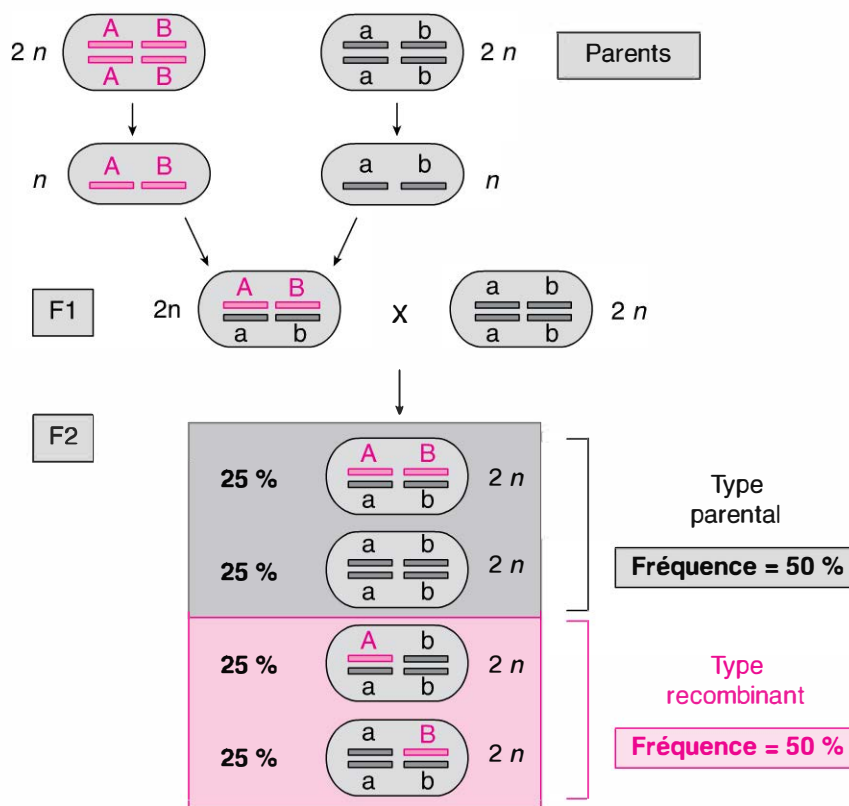 A B a b
2 n 2 n Parents
A B a b
A B a b
n n
A B a b
F1 2n X 2 n
a b a b
F2
A B
25 % 2 n
a b
Type
parental
a b
25 % 2 n
a b
Fréquence = 50 %
A b
25 % 2 n
a b
Type
recombinant
a B
25 % 2 n
a b
Fréquence = 50 %